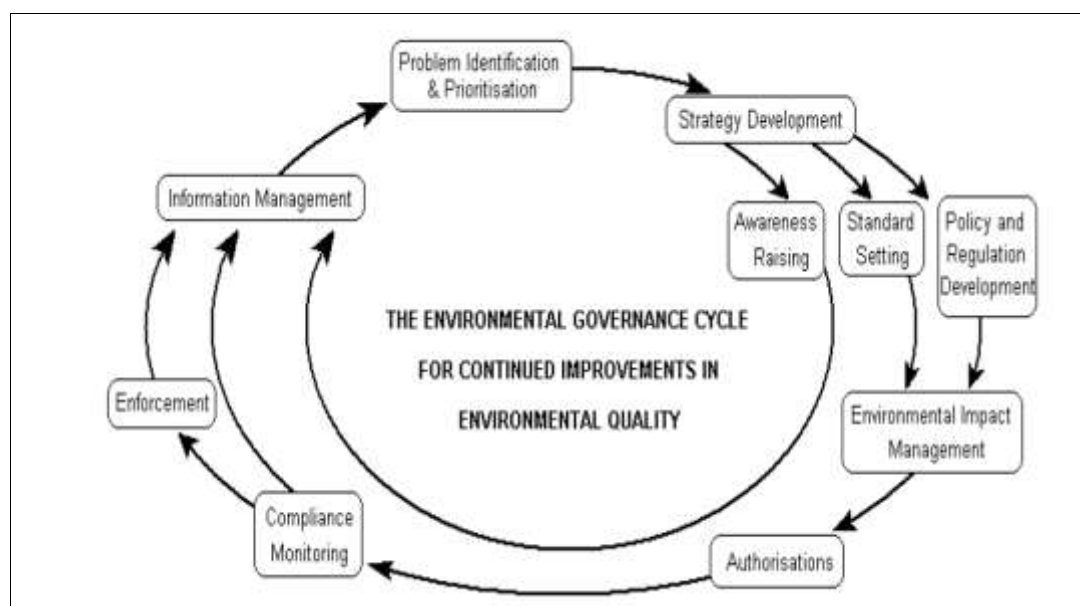 Problem Identification
& Prioritisation
Strategy Development
Information Management
Awareness
Raising
Standard
Setting
Policy and
Regulation
Development
THE ENVIRONMENTAL GOVERNANCE CYCLE
FOR CONTINUED IMPROVEMENTS IN
ENVIRONMENTAL QUALITY
Enforcement
Environmental Impact
Management
Compliance
Monitoring
Authorisations